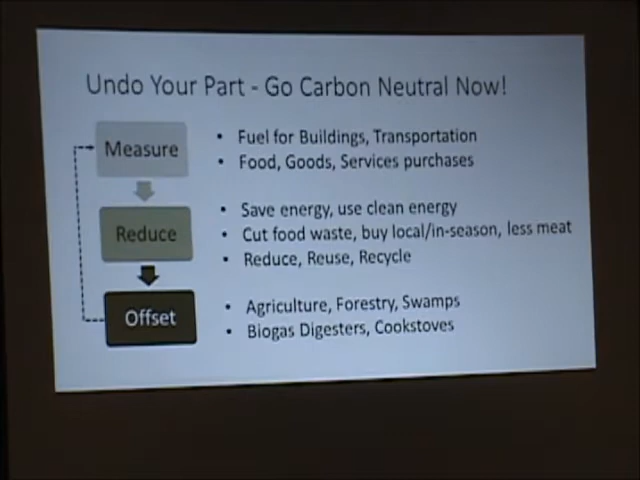 Undo Your Part - Go Carbon Neutral Now!
Measure
• Fuel for Buildings, Transportation
• Food, Goods, Services purchases
Reduce
• Save energy, use clean energy
• Cut food waste, buy local/in-season, less meat
• Reduce, Reuse, Recycle
Offset
• Agriculture, Forestry, Swamps
• Biogas Digesters, Cookstoves